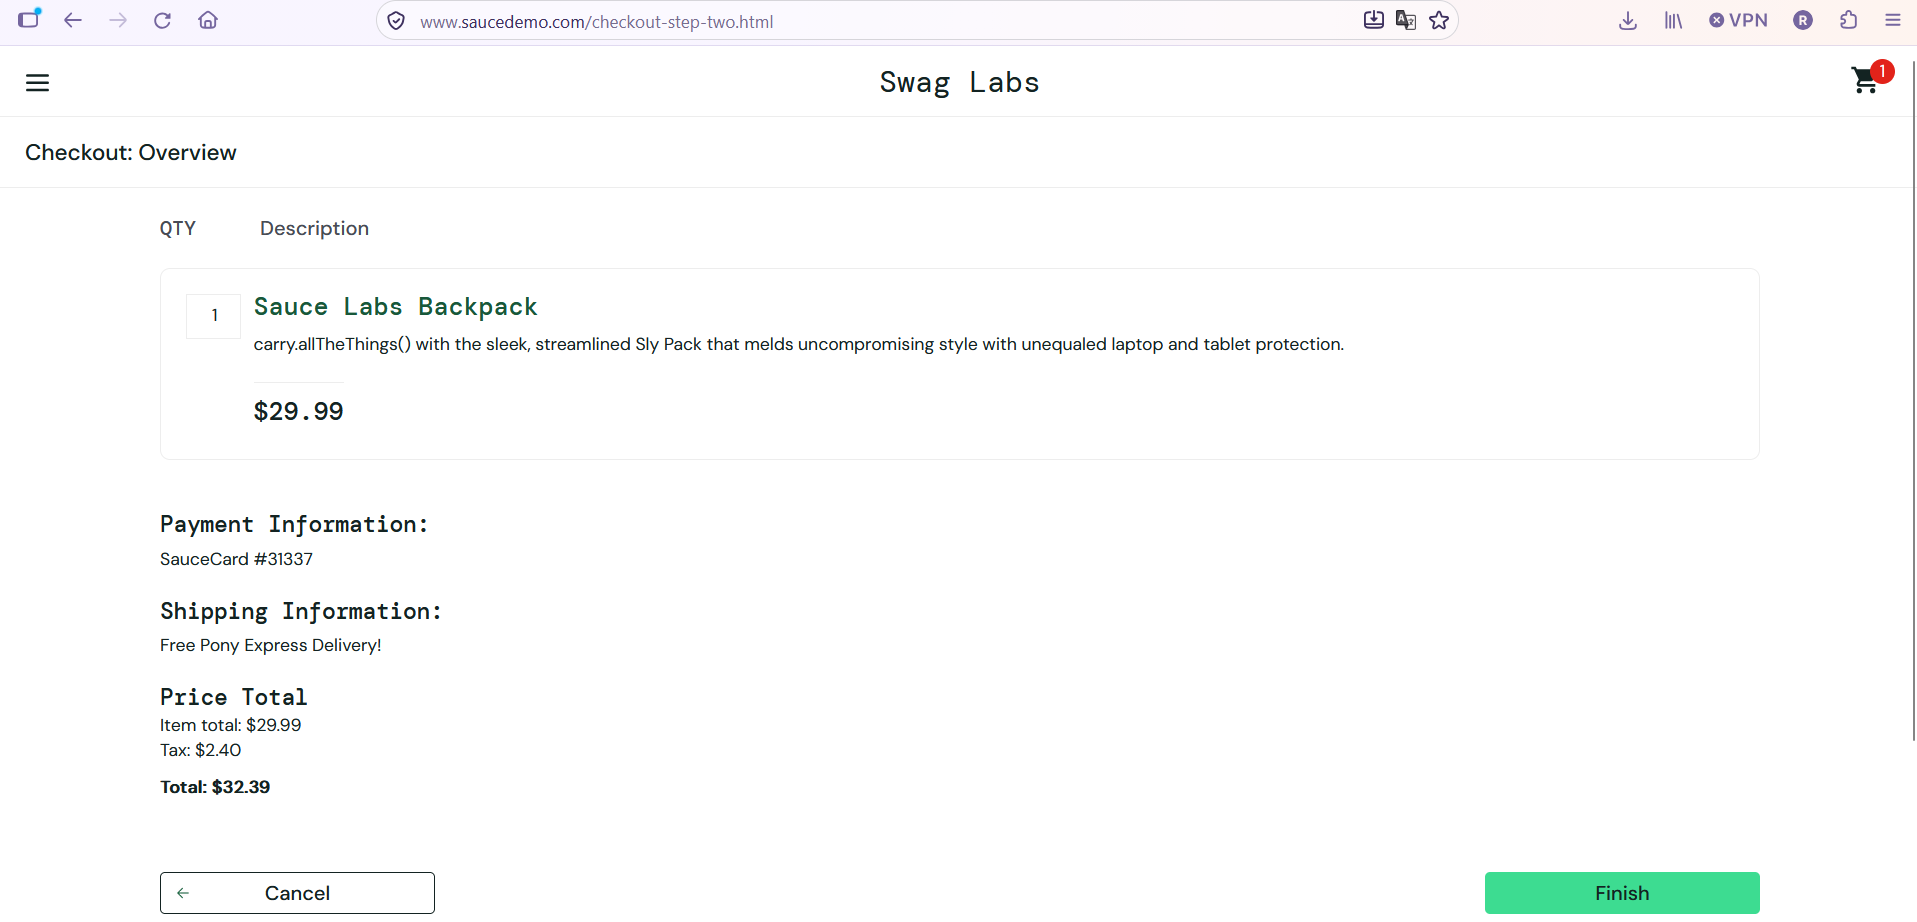 www.saucedemo.com/checkout-step-two.html
VPN
R
Swag Labs
1
Checkout: Overview
QTY Description
1
Sauce Labs Backpack
carry.allTheThings() with the sleek, streamlined Sly Pack that melds uncompromising style with unequaled laptop and tablet protection.
$29.99
Payment Information:
SauceCard #31337
Shipping Information:
Free Pony Express Delivery!
Price Total
Item total: $29.99
Tax: $2.40
Total: $32.39
Cancel
Finish